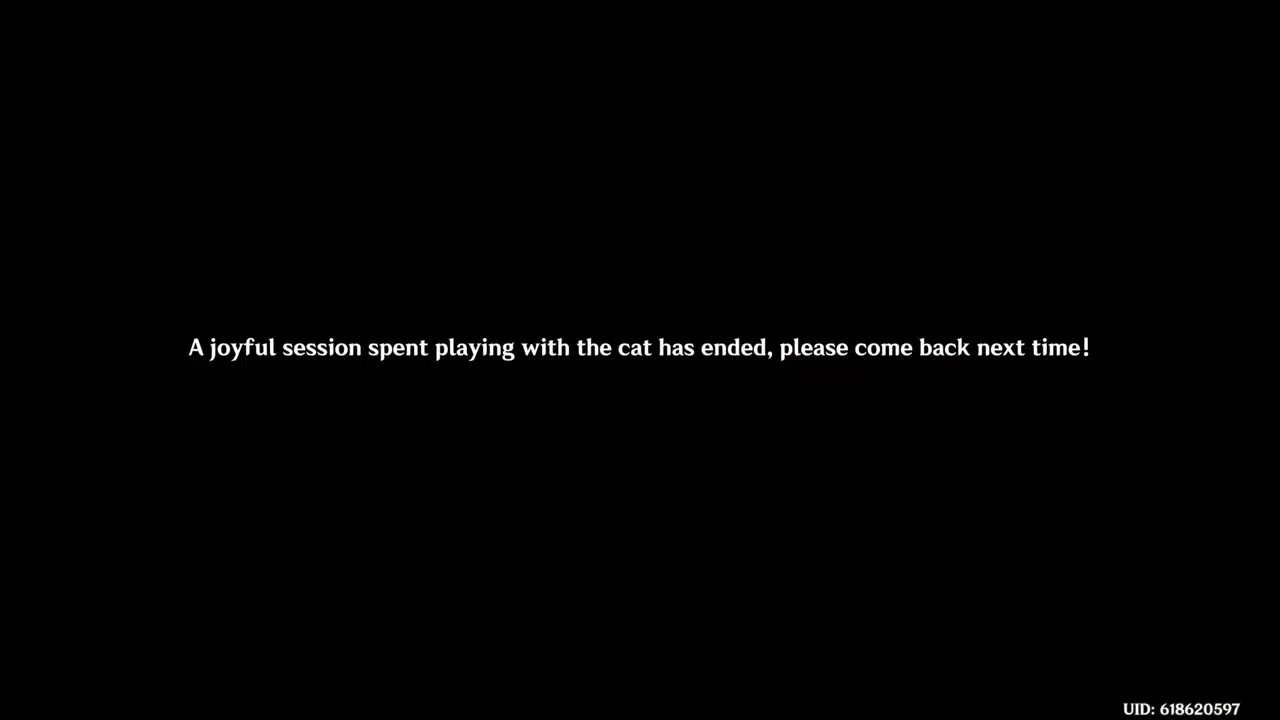 A joyful session spent playing with the cat has ended, please come back next time!
UID: 618620597